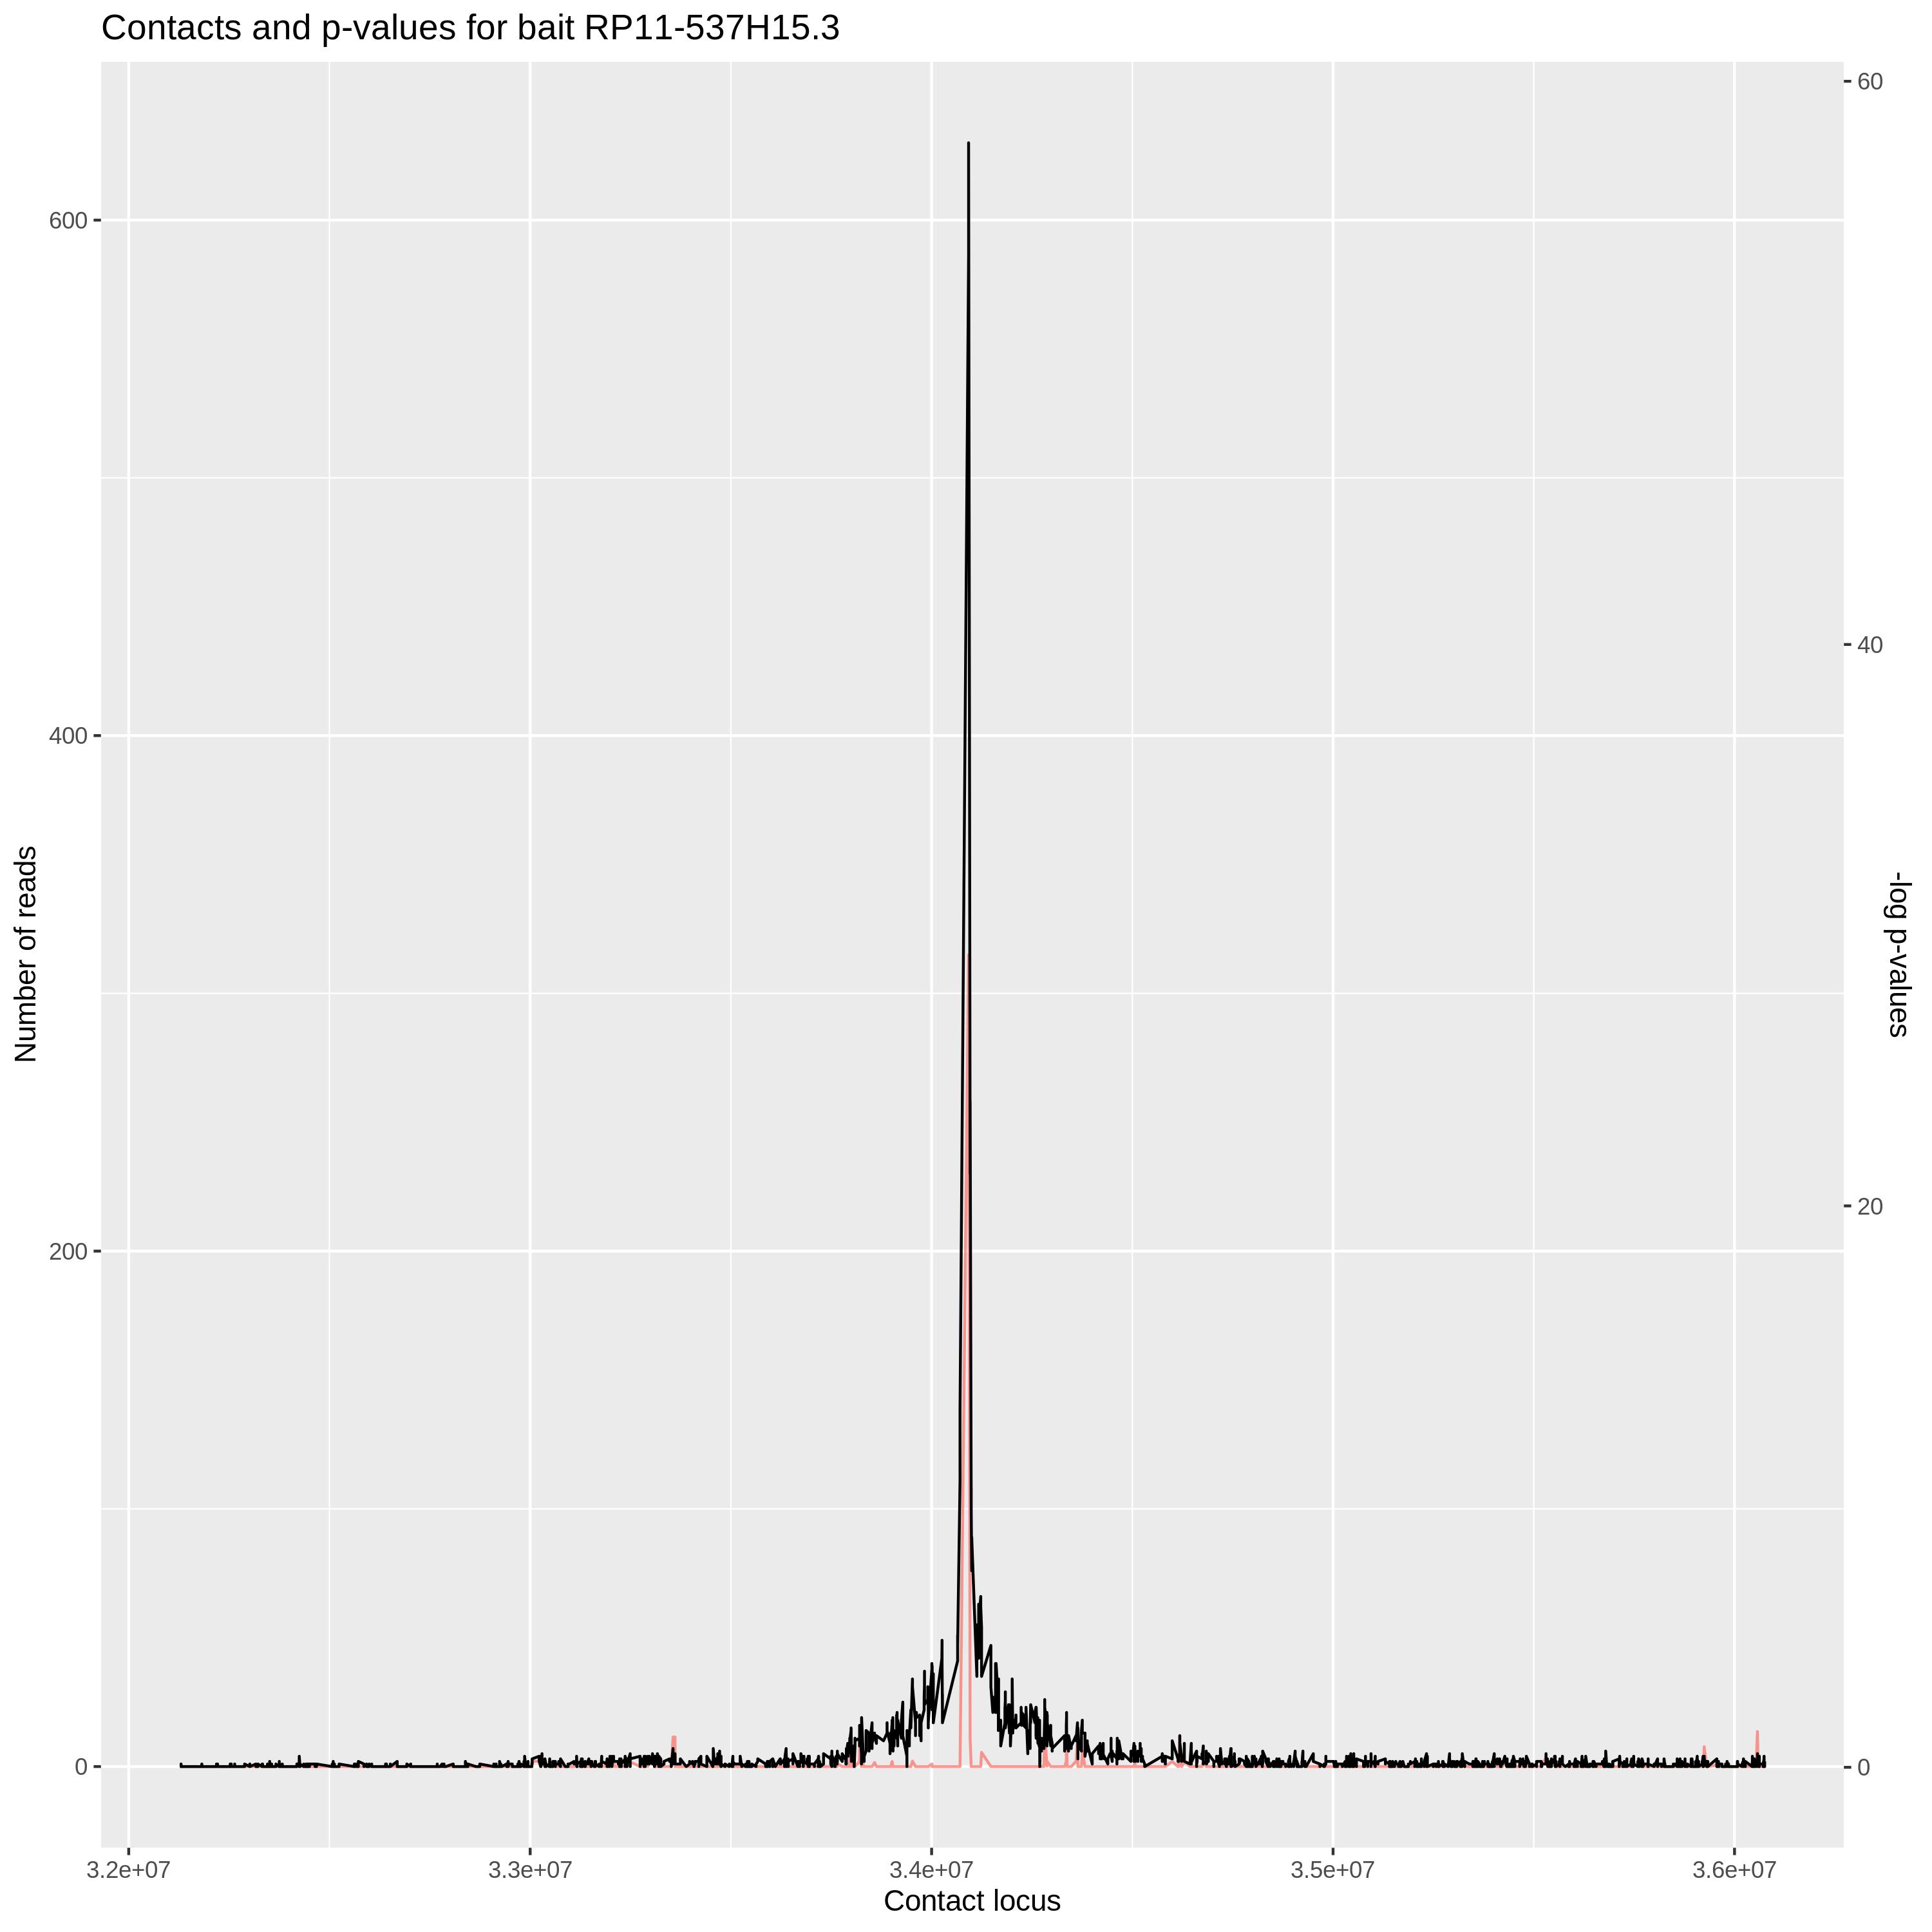 Contacts and p-values for bait RP11-537H15.3
600
400
200
0
Number of reads
60
40
20
0
-log p-values
3.2e+07
3.3e+07
3.4e+07
3.5e+07
3.6e+07
Contact locus